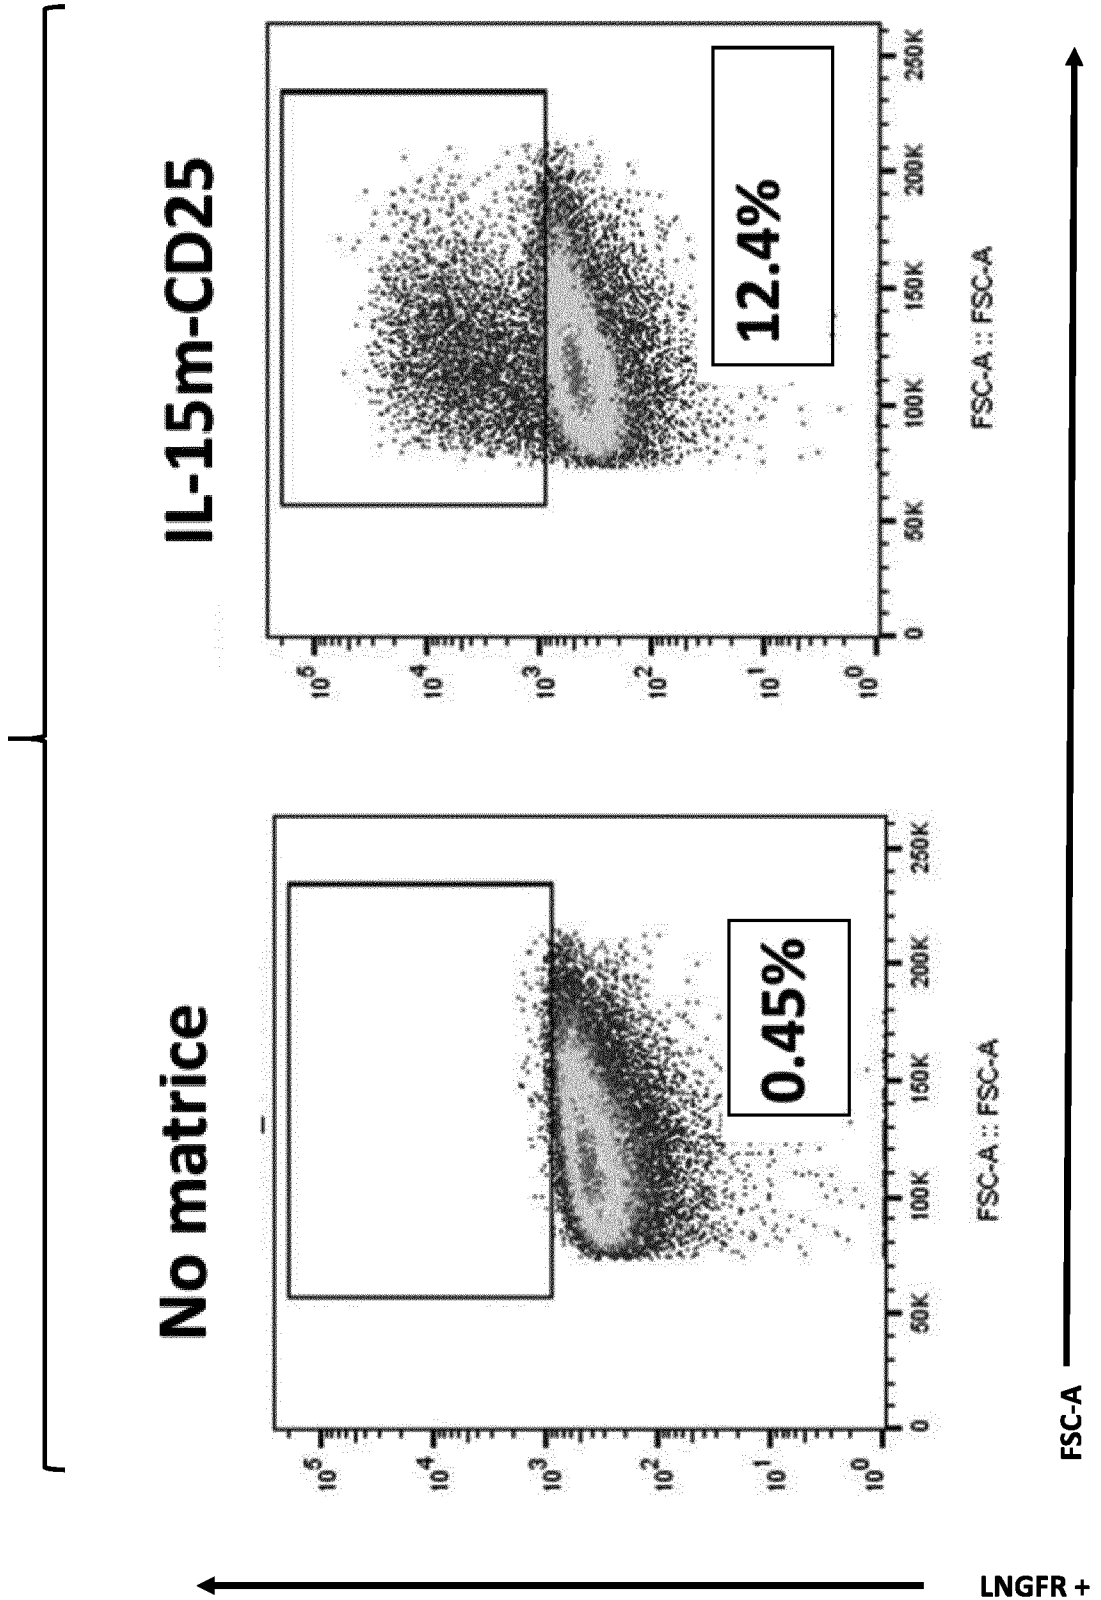 No matrice
IL-15m-CD25
10^5
10^4
10^3
10^2
10^1
10^0
0.45%
0
50K
100K
150K
200K
250K
FSC-A :: FSC-A
10^5
10^4
10^3
10^2
10^1
10^0
12.4%
0
50K
100K
150K
200K
250K
FSC-A :: FSC-A
LNGFR +
FSC-A